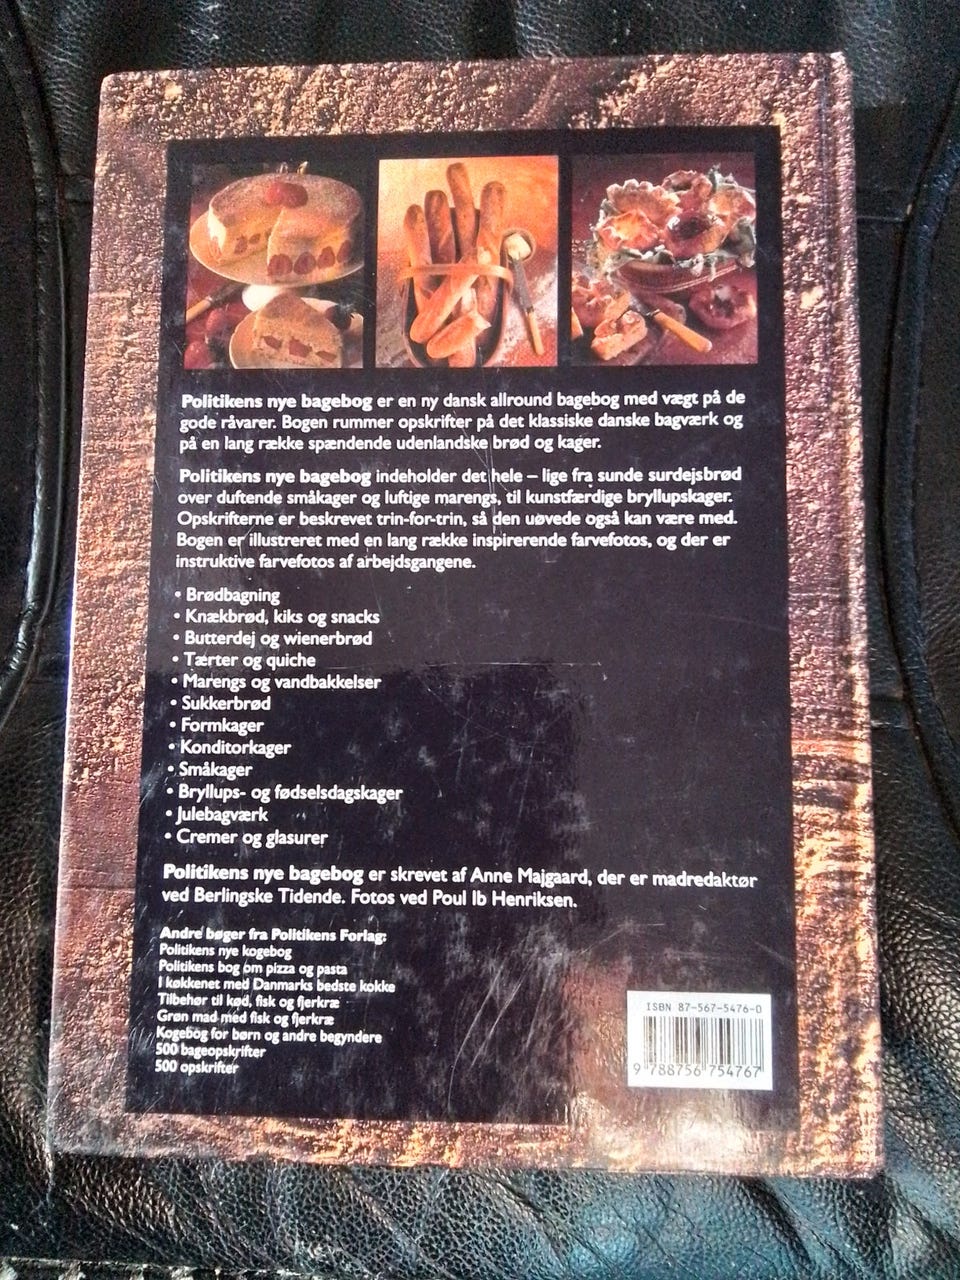 Politikens nye bagebog er en ny dansk allround bagebog med vægt på de
gode råvarer. Bogen rummer opskrifter på det klassiske danske bagværk og
på en lang række spændende udenlandske brød og kager.
Politikens nye bagebog indeholder det hele – lige fra sunde surdejsbrød
over duftende småkager og luftige marengs, til kunstfærdige bryllupskager.
Opskrifterne er beskrevet trin-for-trin, så den uøvede også kan være med.
Bogen er illustreret med en lang række inspirerende farvefotos, og der er
instruktive farvefotos af arbejdsgangene.
• Brødbagning
• Knækbrød, kiks og snacks
• Butterdej og wienerbrød
• Tærter og quiche
• Marengs og vandbakkelser
• Sukkerbrød
• Formkager
• Konditorkager
• Småkager
• Bryllups- og fødselsdagskager
• Julebagværk
• Cremer og glasurer
Politikens nye bagebog er skrevet af Anne Majgaard, der er madredaktør
ved Berlingske Tidende. Fotos ved Poul Ib Henriksen.
Andre bøger fra Politikens Forlag:
Politikens nye kogebog
Politikens bog om pizza og pasta
I køkkenet med Danmarks bedste kokke
Tilbehør til kød, fisk og fjerkræ
Grøn mad med fisk og fjerkræ
Kogebog for børn og andre begyndere
500 bageopskrifter
500 opskrifter
ISBN 87-567-5476-0
9 788756 754767